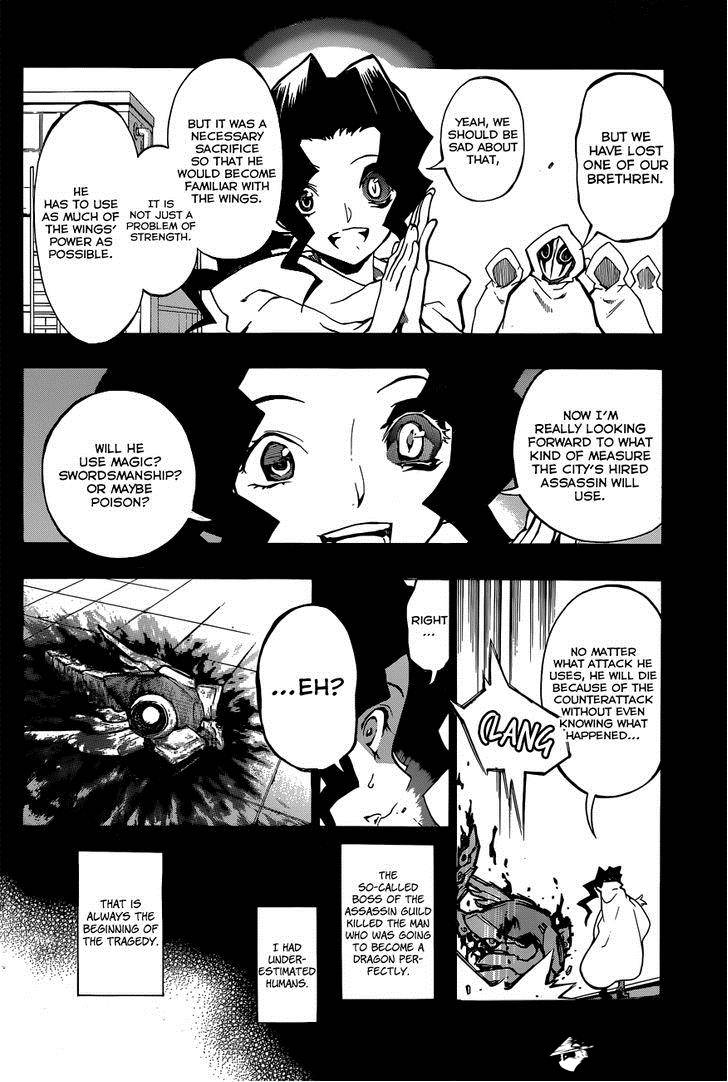 BUT WE
HAVE LOST
ONE OF OUR
BRETHREN.
YEAH, WE
SHOULD BE
SAD ABOUT
THAT,
BUT IT WAS A
NECESSARY
SACRIFICE
SO THAT HE
WOULD BECOME
FAMILIAR WITH
THE WINGS.
IT IS
NOT JUST A
PROBLEM OF
STRENGTH.
HE
HAS TO USE
AS MUCH OF
THE WINGS'
POWER AS
POSSIBLE.
NOW I'M
REALLY LOOKING
FORWARD TO WHAT
KIND OF MEASURE
THE CITY'S HIRED
ASSASSIN WILL
USE.
WILL HE
USE MAGIC?
SWORDSMANSHIP?
OR MAYBE
POISON?
NO MATTER
WHAT ATTACK HE
USES, HE WILL DIE
BECAUSE OF THE
COUNTERATTACK
WITHOUT EVEN
KNOWING WHAT
HAPPENED...
CLANG
RIGHT
...
...EH?
THE
SO-CALLED
BOSS OF THE
ASSASSIN GUILD
KILLED THE MAN
WHO WAS GOING
TO BECOME A
DRAGON PER-
FECTLY.
I HAD
UNDER-
ESTIMATED
HUMANS.
THAT IS
ALWAYS THE
BEGINNING
OF THE
TRAGEDY.